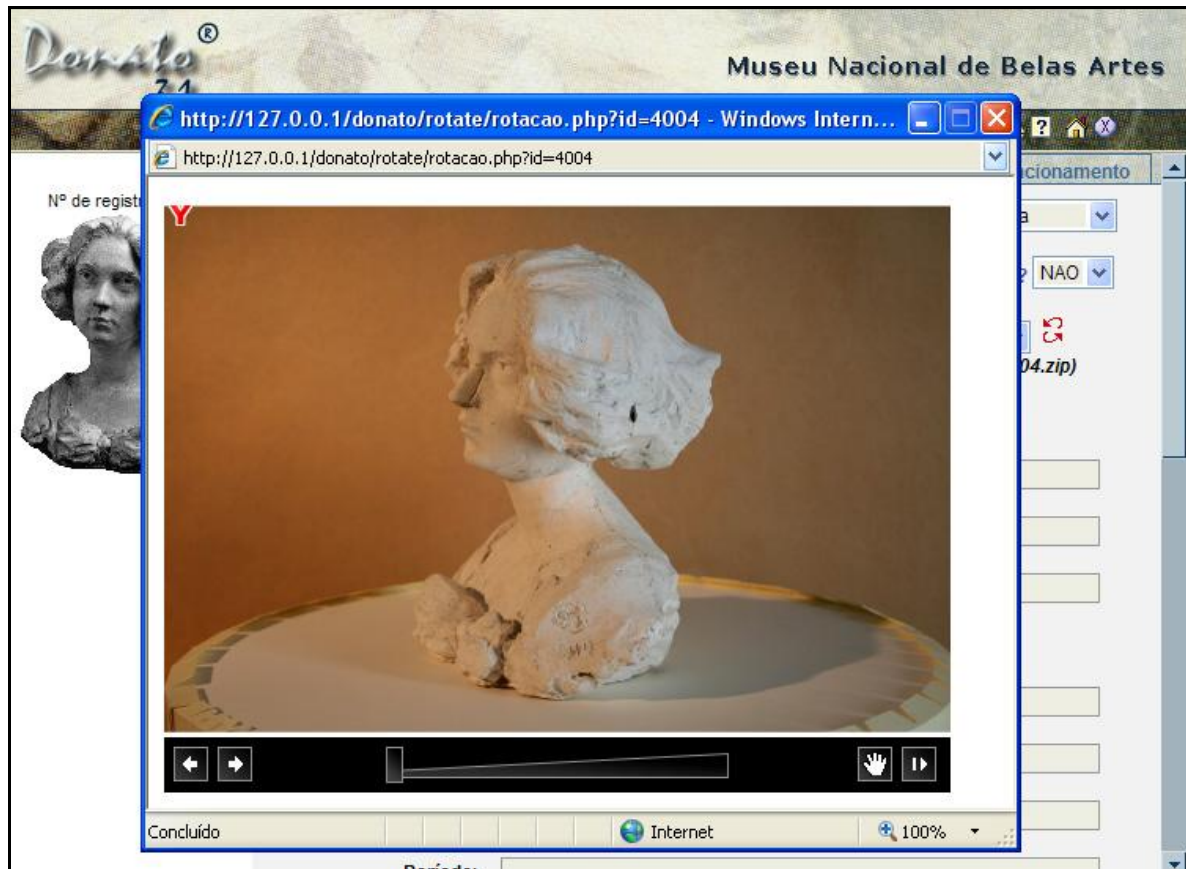 Donato ®
Museu Nacional de Belas Artes
http://127.0.0.1/donato/rotate/rotacao.php?id=4004 - Windows Intern...
http://127.0.0.1/donato/rotate/rotacao.php?id=4004
cionamento
Nº de regist
Y
a
? NAO
04.zip)
Concluído
Internet
100%